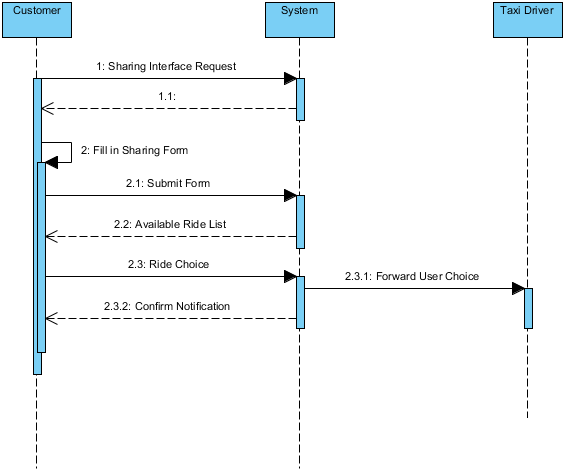 Customer
System
Taxi Driver
1: Sharing Interface Request
1.1:
2: Fill in Sharing Form
2.1: Submit Form
2.2: Available Ride List
2.3: Ride Choice
2.3.1: Forward User Choice
2.3.2: Confirm Notification